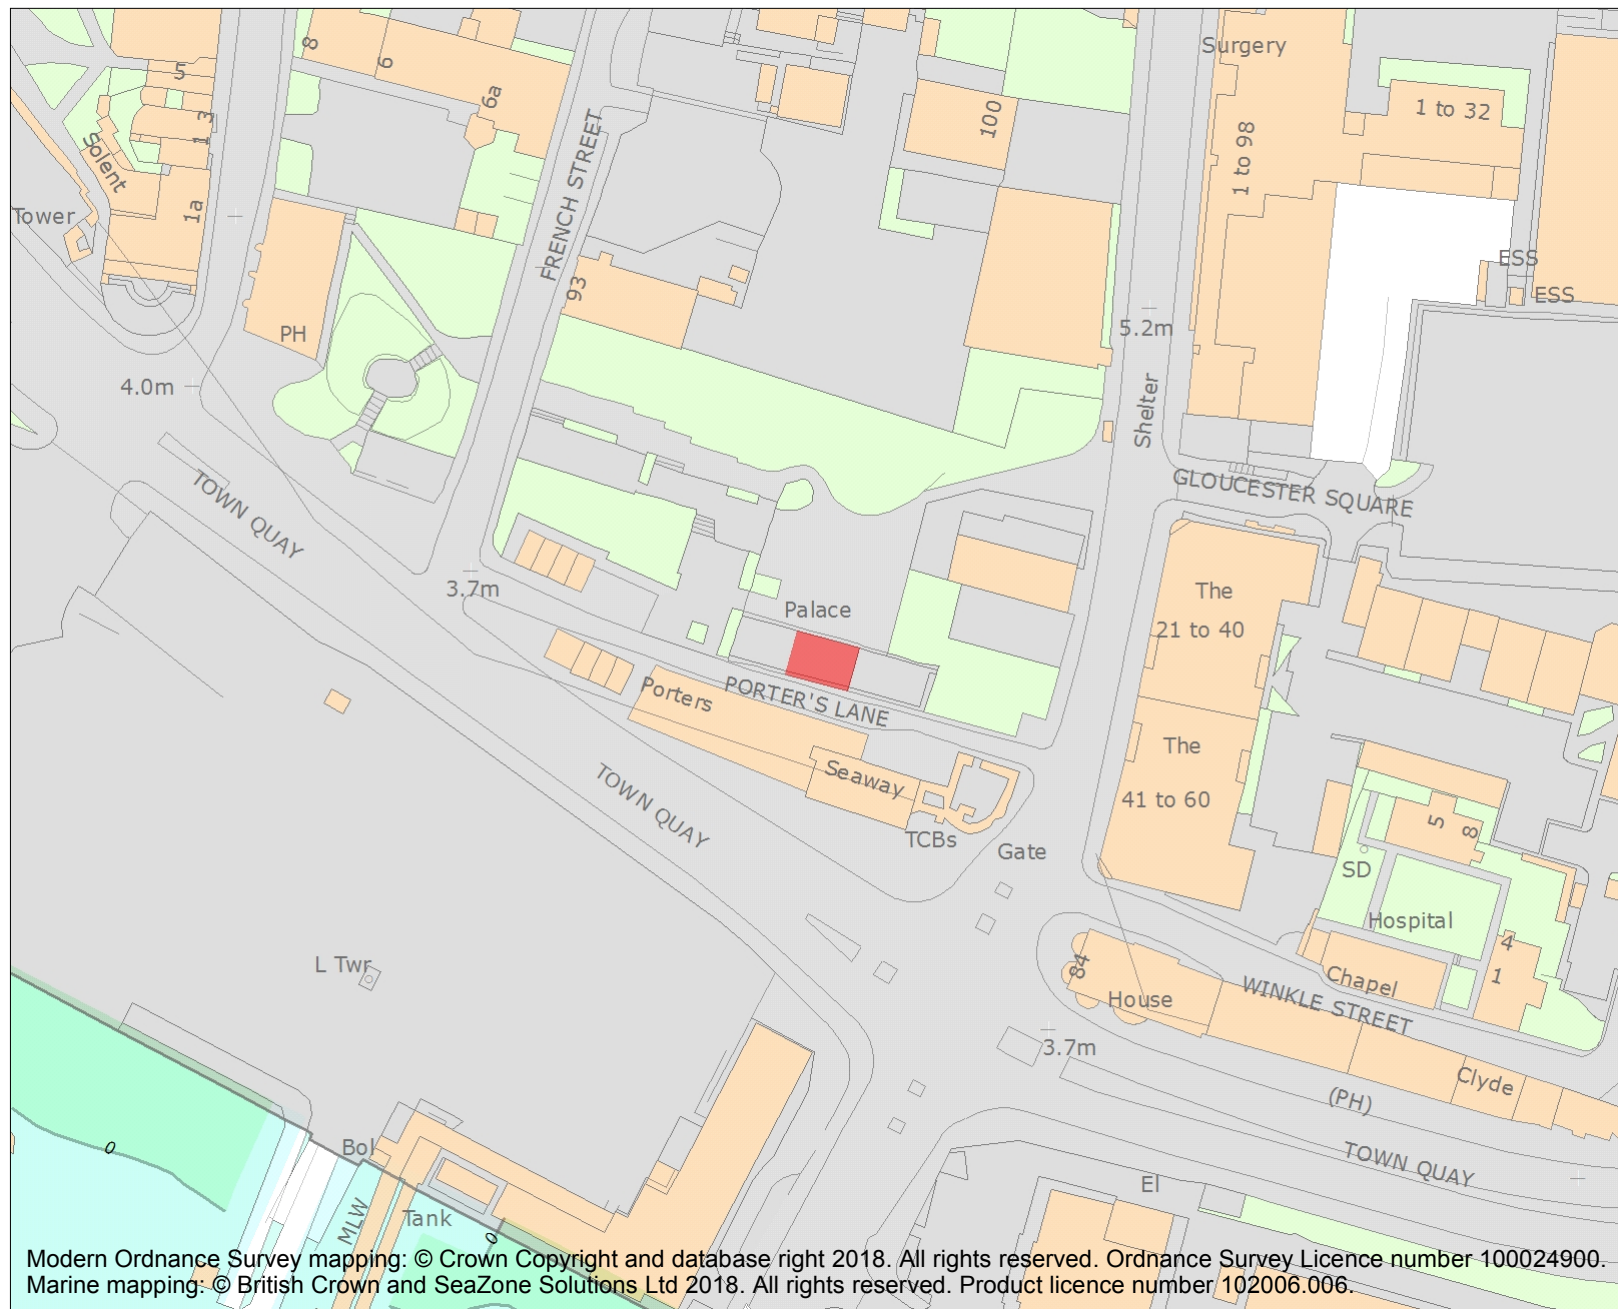 Surgery
8
6
5
6a
1 to 32
100
1 3
1 to 98
Solent
FRENCH STREET
1a
Tower
ESS
93
ESS
PH
5.2m
4.0m
Shelter
GLOUCESTER SQUARE
TOWN QUAY
3.7m
Palace
The
21 to 40
Porters
PORTER'S LANE
The
Seaway
TOWN QUAY
41 to 60
5
8
TCBs
Gate
SD
Hospital
4
1
L Twr
84
Chapel
House
WINKLE STREET
3.7m
Clyde
(PH)
0
Bol
TOWN QUAY
El
MLW
Tank
0
Modern Ordnance Survey mapping: © Crown Copyright and database right 2018. All rights reserved. Ordnance Survey Licence number 100024900.
Marine mapping: © British Crown and SeaZone Solutions Ltd 2018. All rights reserved. Product licence number 102006.006.